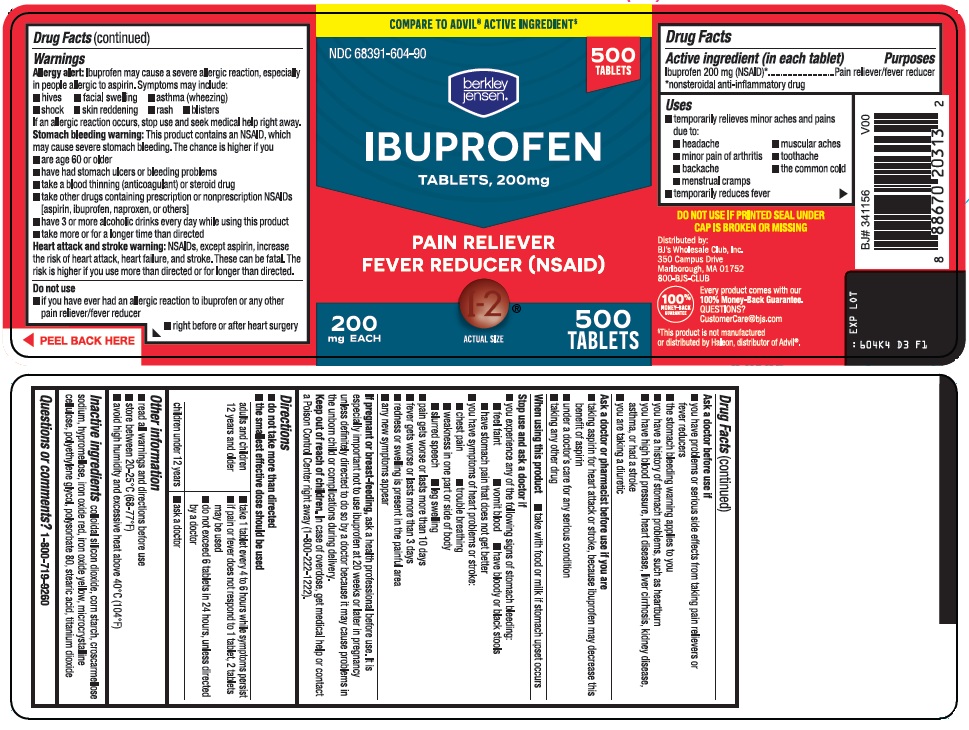 COMPARE TO ADVIL® ACTIVE INGREDIENT§
NDC 68391-604-90
500
TABLETS
berkley
jensen®
IBUPROFEN
TABLETS, 200mg
PAIN RELIEVER
FEVER REDUCER (NSAID)
I-2®
200
mg EACH
ACTUAL SIZE
500
TABLETS
Drug Facts
Active ingredient (in each tablet) Purposes
Ibuprofen 200 mg (NSAID)*..........................Pain reliever/fever reducer
*nonsteroidal anti-inflammatory drug
Uses
■ temporarily relieves minor aches and pains
due to:
■ headache ■ muscular aches
■ minor pain of arthritis ■ toothache
■ backache ■ the common cold
■ menstrual cramps
■ temporarily reduces fever
DO NOT USE IF PRINTED SEAL UNDER
CAP IS BROKEN OR MISSING
Distributed by:
BJ's Wholesale Club, Inc.
350 Campus Drive
Marlborough, MA 01752
800-BJS-CLUB
100%
MONEY-BACK
GUARANTEE
Every product comes with our
100% Money-Back Guarantee.
QUESTIONS?
CustomerCare@bjs.com
§This product is not manufactured
or distributed by Haleon, distributor of Advil®.
BJ# 341156 V00
8 88670 20313 2
EXP LOT
: 604K4 D3 F1
Drug Facts (continued)
Warnings
Allergy alert: Ibuprofen may cause a severe allergic reaction, especially
in people allergic to aspirin. Symptoms may include:
■ hives ■ facial swelling ■ asthma (wheezing)
■ shock ■ skin reddening ■ rash ■ blisters
If an allergic reaction occurs, stop use and seek medical help right away.
Stomach bleeding warning: This product contains an NSAID, which
may cause severe stomach bleeding. The chance is higher if you
■ are age 60 or older
■ have had stomach ulcers or bleeding problems
■ take a blood thinning (anticoagulant) or steroid drug
■ take other drugs containing prescription or nonprescription NSAIDs
[aspirin, ibuprofen, naproxen, or others]
■ have 3 or more alcoholic drinks every day while using this product
■ take more or for a longer time than directed
Heart attack and stroke warning: NSAIDs, except aspirin, increase
the risk of heart attack, heart failure, and stroke. These can be fatal. The
risk is higher if you use more than directed or for longer than directed.
Do not use
■ if you have ever had an allergic reaction to ibuprofen or any other
pain reliever/fever reducer
■ right before or after heart surgery
PEEL BACK HERE
Drug Facts (continued)
Ask a doctor before use if
■ you have problems or serious side effects from taking pain relievers or
fever reducers
■ the stomach bleeding warning applies to you
■ you have a history of stomach problems, such as heartburn
■ you have high blood pressure, heart disease, liver cirrhosis, kidney disease,
asthma, or had a stroke
■ you are taking a diuretic
Ask a doctor or pharmacist before use if you are
■ taking aspirin for heart attack or stroke, because ibuprofen may decrease this
benefit of aspirin
■ under a doctor's care for any serious condition
■ taking any other drug
When using this product ■ take with food or milk if stomach upset occurs
Stop use and ask a doctor if
■ you experience any of the following signs of stomach bleeding:
■ feel faint ■ vomit blood ■ have bloody or black stools
■ have stomach pain that does not get better
■ you have symptoms of heart problems or stroke:
■ chest pain ■ trouble breathing
■ weakness in one part or side of body
■ slurred speech ■ leg swelling
■ pain gets worse or lasts more than 10 days
■ fever gets worse or lasts more than 3 days
■ redness or swelling is present in the painful area
■ any new symptoms appear
If pregnant or breast-feeding, ask a health professional before use. It is
especially important not to use ibuprofen at 20 weeks or later in pregnancy
unless definitely directed to do so by a doctor because it may cause problems in
the unborn child or complications during delivery.
Keep out of reach of children. In case of overdose, get medical help or contact
a Poison Control Center right away (1-800-222-1222).
Directions
■ do not take more than directed
■ the smallest effective dose should be used
adults and children
12 years and older
■ take 1 tablet every 4 to 6 hours while symptoms persist
■ if pain or fever does not respond to 1 tablet, 2 tablets
may be used
■ do not exceed 6 tablets in 24 hours, unless directed
by a doctor
children under 12 years ■ ask a doctor
Other information
■ read all warnings and directions before use
■ store between 20-25°C (68-77°F)
■ avoid high humidity and excessive heat above 40°C (104°F)
Inactive ingredients colloidal silicon dioxide, corn starch, croscarmellose
sodium, hypromellose, iron oxide red, iron oxide yellow, microcrystalline
cellulose, polyethylene glycol, polysorbate 80, stearic acid, titanium dioxide
Questions or comments? 1-800-719-9260